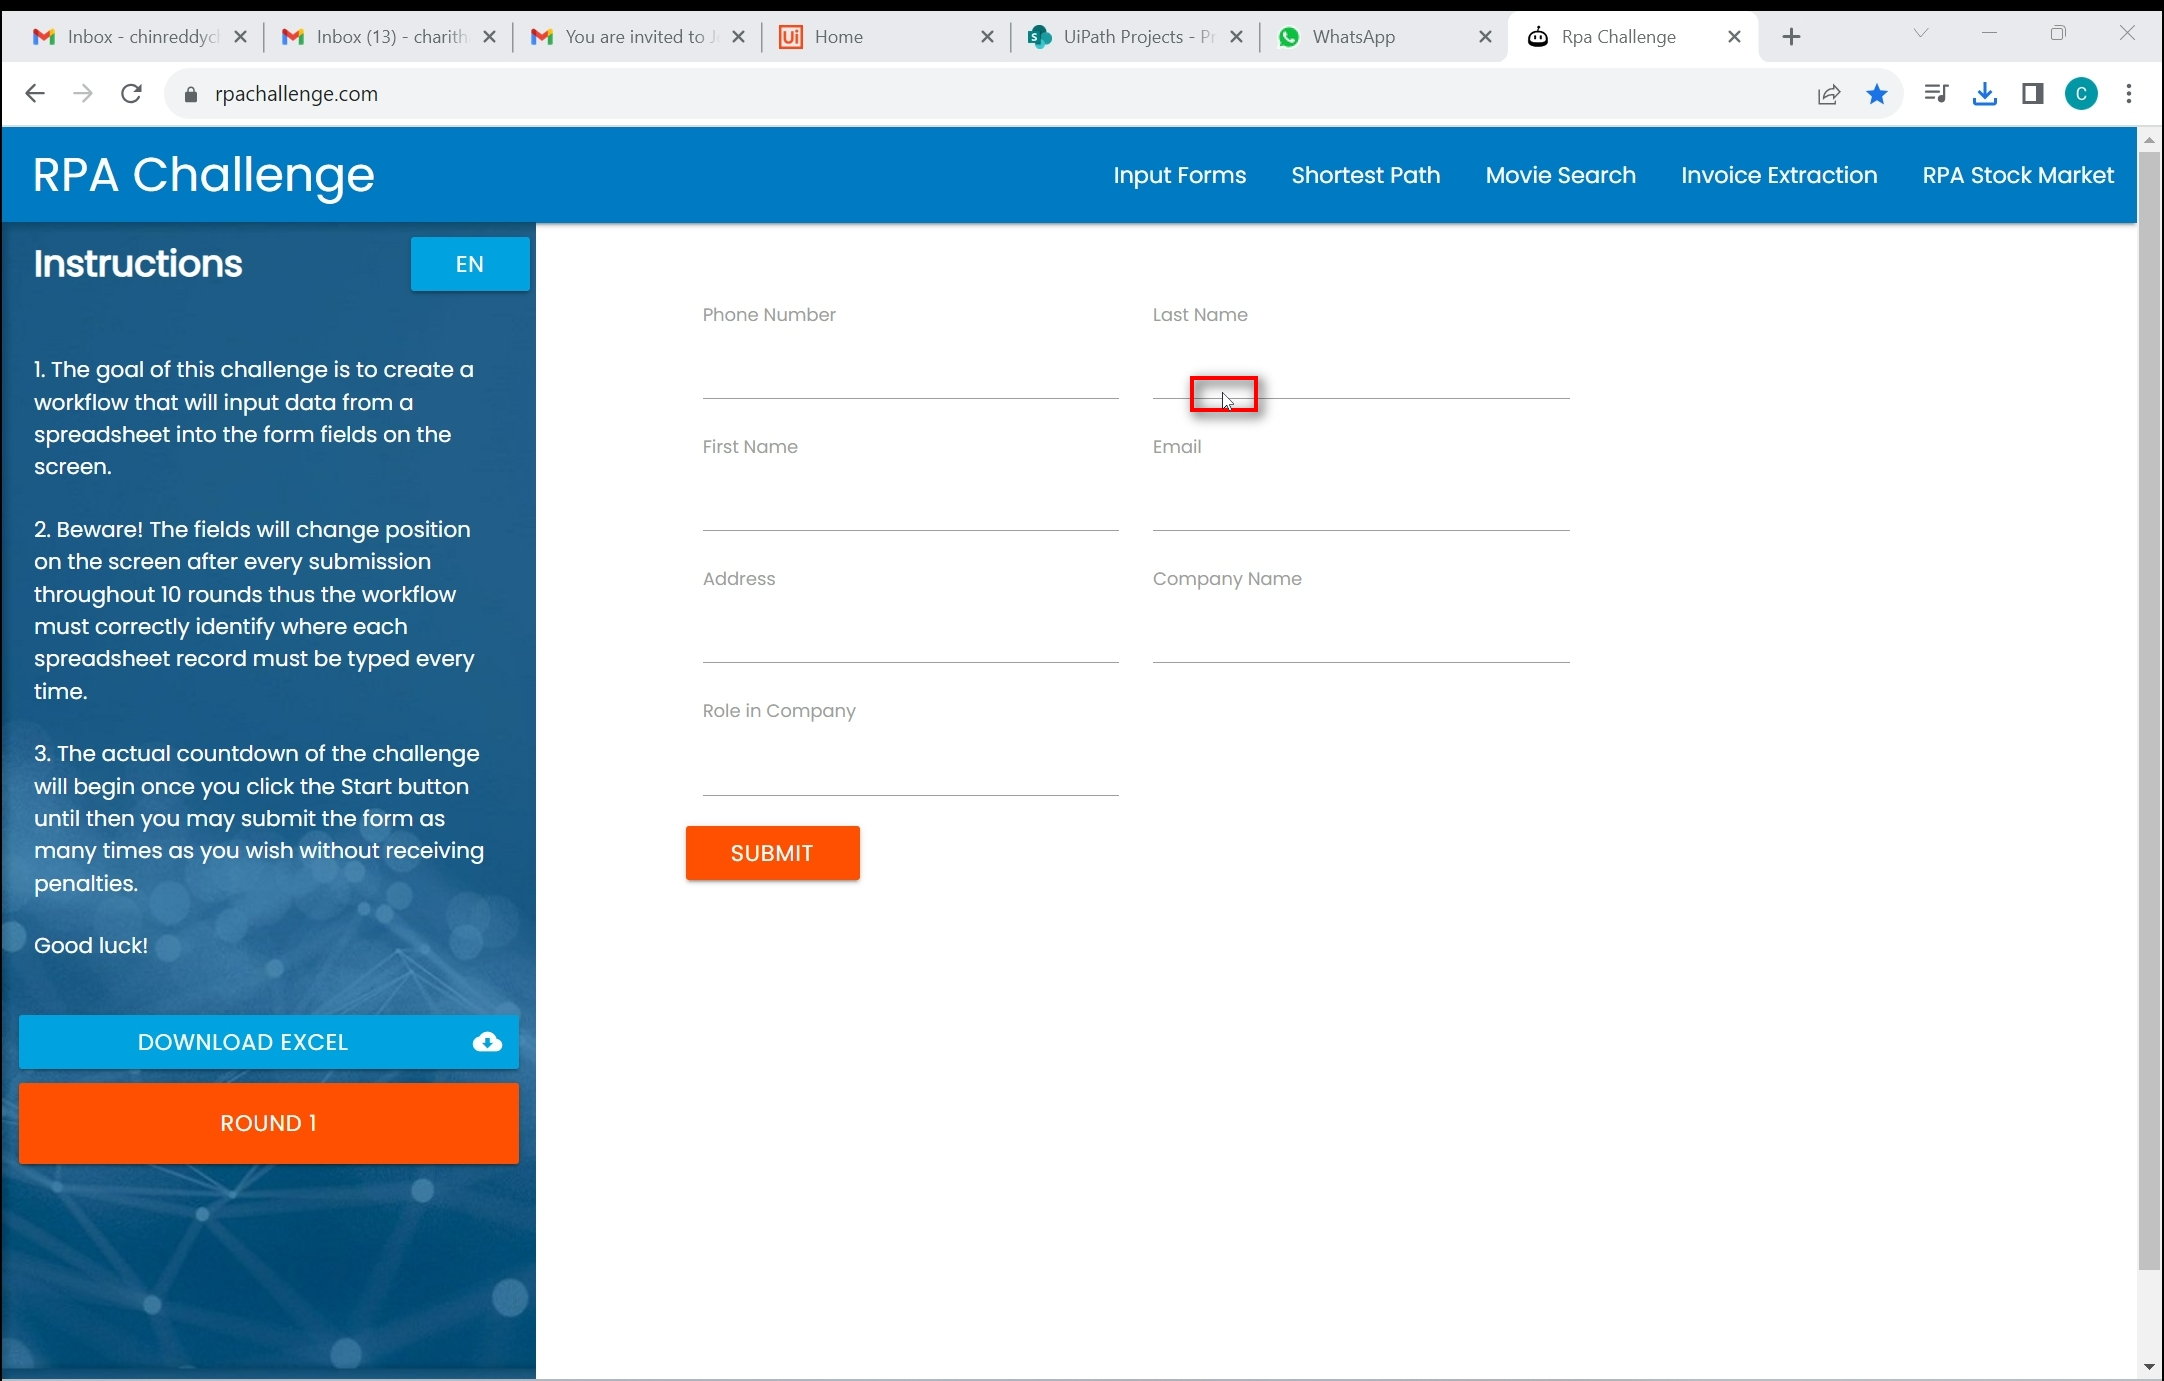 Inbox - chinreddyc
Inbox (13) - charith
You are invited to J
Ui Home
S UiPath Projects - Pr
WhatsApp
Rpa Challenge
rpachallenge.com
C
RPA Challenge
Input Forms
Shortest Path
Movie Search
Invoice Extraction
RPA Stock Market
Instructions
EN
1. The goal of this challenge is to create a
workflow that will input data from a
spreadsheet into the form fields on the
screen.
2. Beware! The fields will change position
on the screen after every submission
throughout 10 rounds thus the workflow
must correctly identify where each
spreadsheet record must be typed every
time.
3. The actual countdown of the challenge
will begin once you click the Start button
until then you may submit the form as
many times as you wish without receiving
penalties.
Good luck!
DOWNLOAD EXCEL
ROUND 1
Phone Number
Last Name
First Name
Email
Address
Company Name
Role in Company
SUBMIT